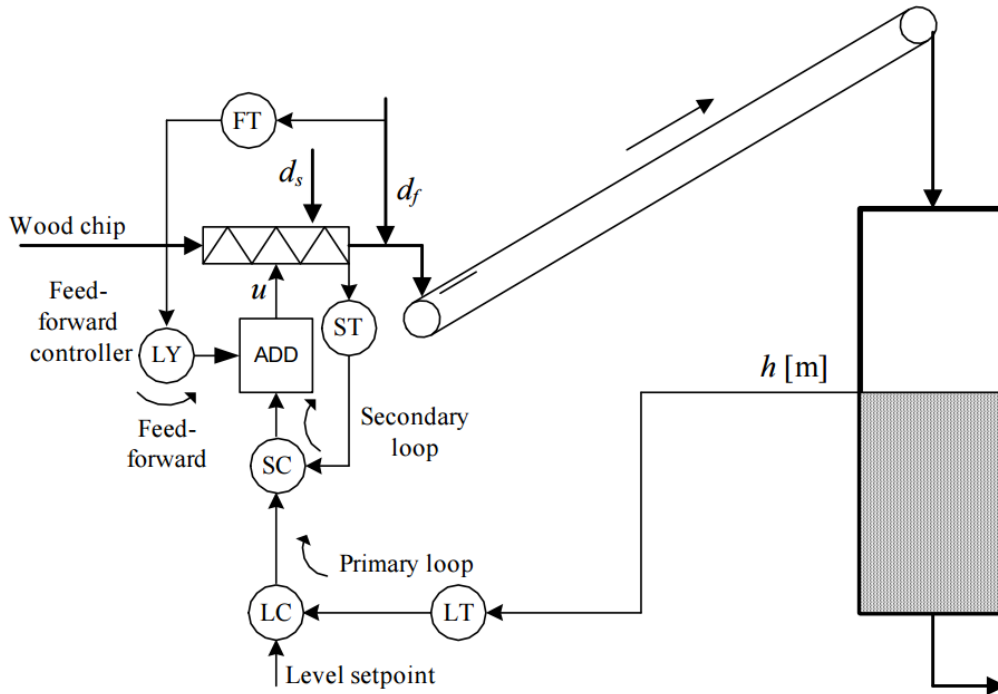 FT
d_s
d_f
Wood chip
u
Feed-
forward
controller
LY
ADD
ST
h [m]
Feed-
forward
Secondary
loop
SC
Primary loop
LC
LT
Level setpoint